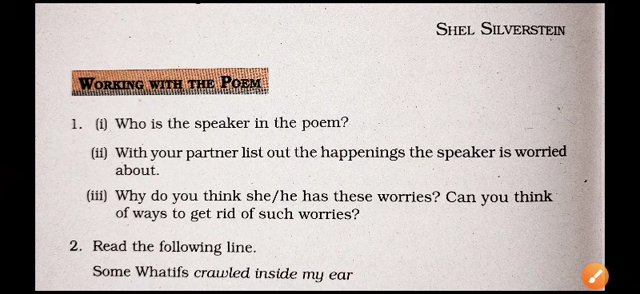 SHEL SILVERSTEIN
WORKING WITH THE POEM
1. (i) Who is the speaker in the poem?
(ii) With your partner list out the happenings the speaker is worried
about.
(iii) Why do you think she/he has these worries? Can you think
of ways to get rid of such worries?
2. Read the following line.
Some Whatifs crawled inside my ear